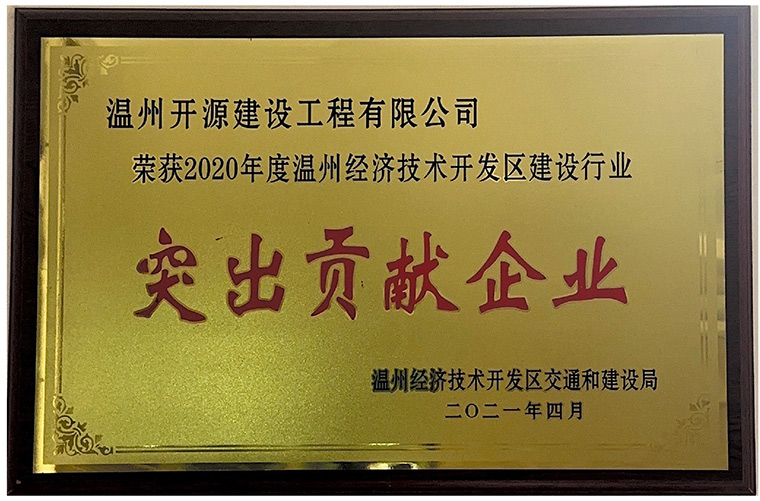 温州开源建设工程有限公司
荣获2020年度温州经济技术开发区建设行业
突出贡献企业
温州经济技术开发区交通和建设局
二〇二一年四月